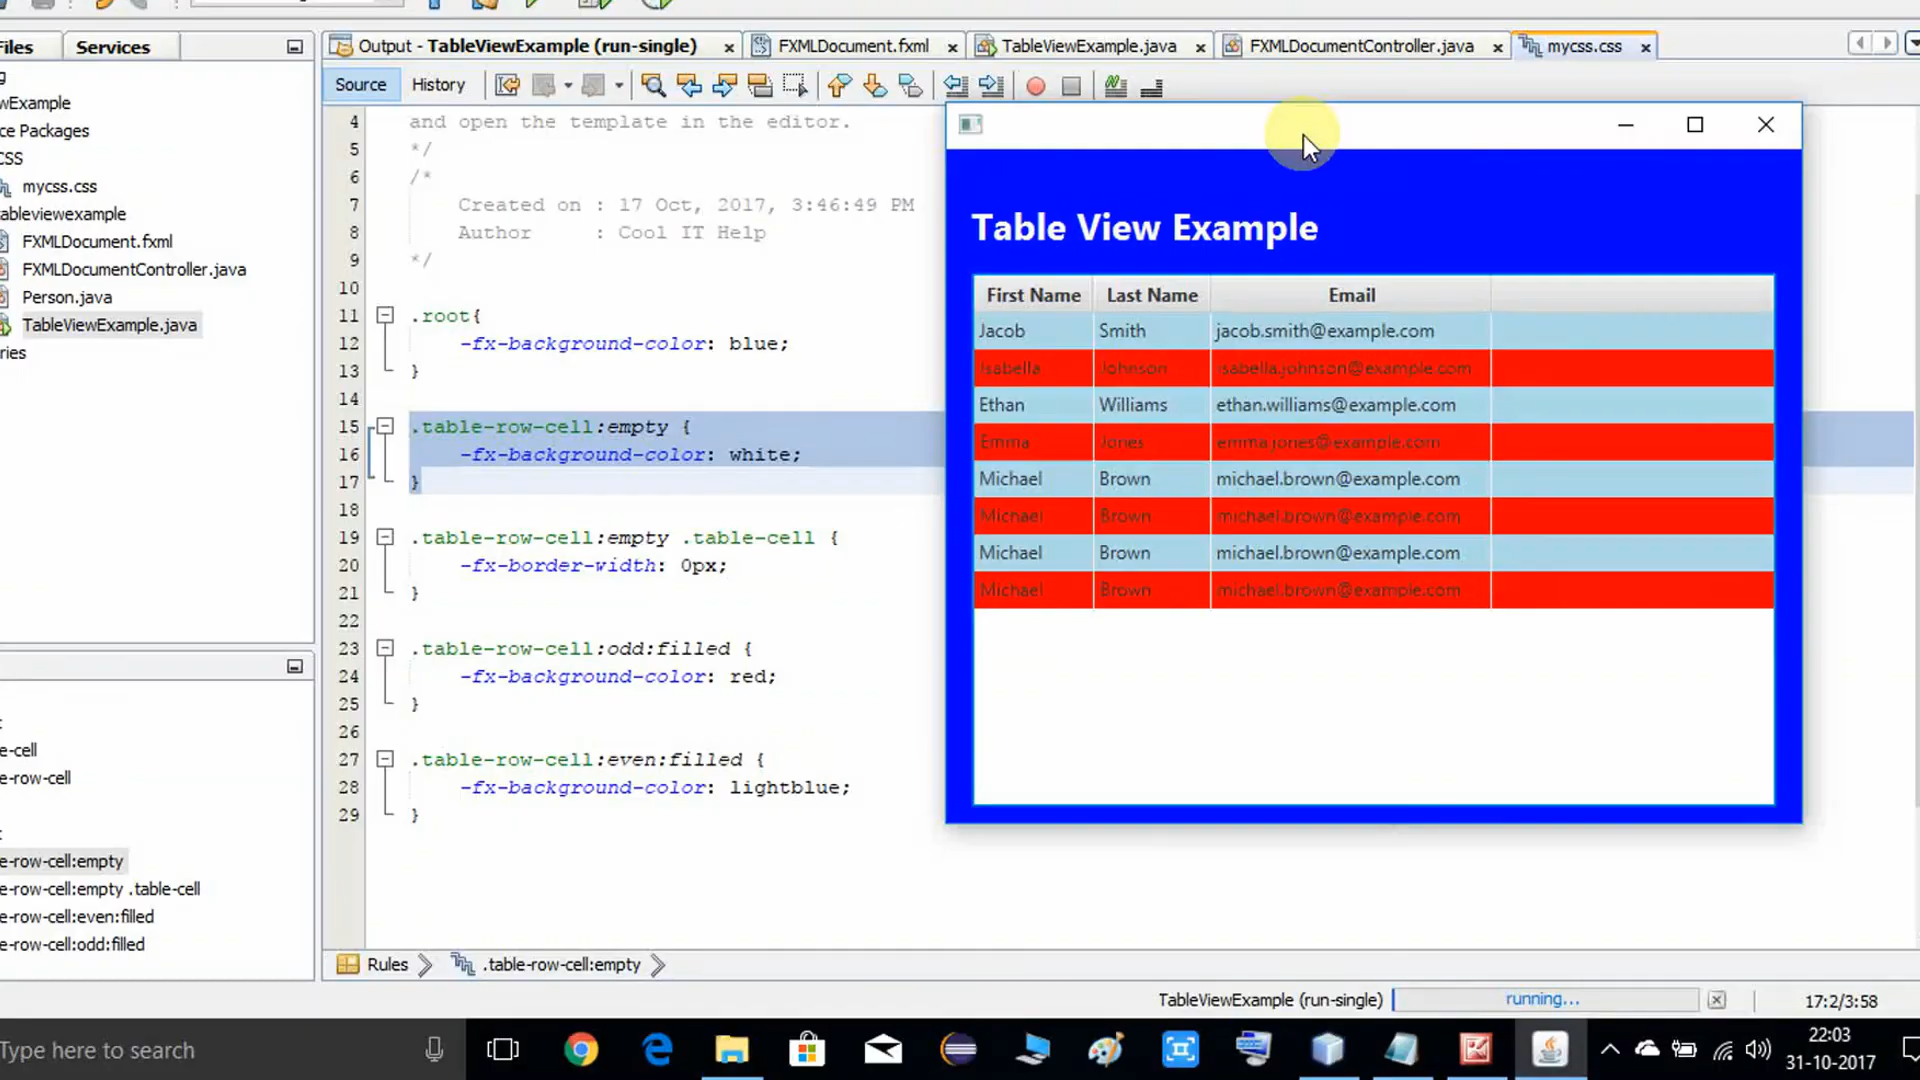 Files
Services
Output - TableViewExample (run-single)
FXMLDocument.fxml
TableViewExample.java
FXMLDocumentController.java
mycss.css
Source
History
wExample
ce Packages
CSS
mycss.css
tableviewexample
FXMLDocument.fxml
FXMLDocumentController.java
Person.java
TableViewExample.java
ries
4 and open the template in the editor.
5 */
6 /*
7 Created on : 17 Oct, 2017, 3:46:49 PM
8 Author : Cool IT Help
9 */
10
11 .root{
12 -fx-background-color: blue;
13 }
14
15 .table-row-cell:empty {
16 -fx-background-color: white;
17 }
18
19 .table-row-cell:empty .table-cell {
20 -fx-border-width: 0px;
21 }
22
23 .table-row-cell:odd:filled {
24 -fx-background-color: red;
25 }
26
27 .table-row-cell:even:filled {
28 -fx-background-color: lightblue;
29 }
Table View Example
First Name Last Name Email
Jacob Smith jacob.smith@example.com
Isabella Johnson isabella.johnson@example.com
Ethan Williams ethan.williams@example.com
Emma Jones emma.jones@example.com
Michael Brown michael.brown@example.com
Michael Brown michael.brown@example.com
Michael Brown michael.brown@example.com
Michael Brown michael.brown@example.com
e-cell
e-row-cell
e-row-cell:empty
e-row-cell:empty .table-cell
e-row-cell:even:filled
e-row-cell:odd:filled
Rules
.table-row-cell:empty
TableViewExample (run-single)
running...
17:2/3:58
Type here to search
22:03
31-10-2017